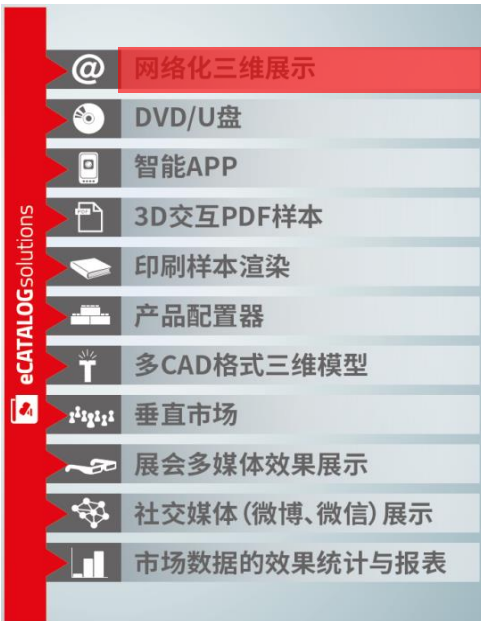 eCATALOGsolutions
@ 网络化三维展示
DVD/U盘
智能APP
3D交互PDF样本
印刷样本渲染
产品配置器
多CAD格式三维模型
垂直市场
展会多媒体效果展示
社交媒体(微博、微信)展示
市场数据的效果统计与报表